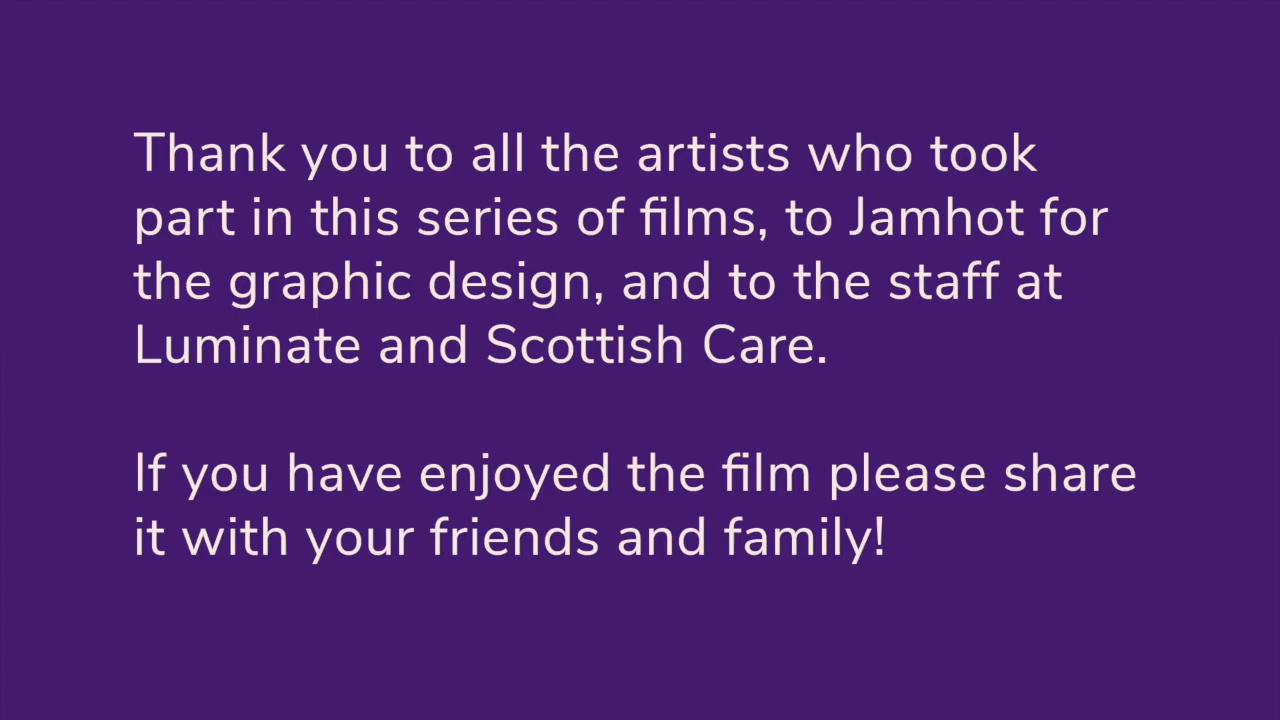 Thank you to all the artists who took
part in this series of films, to Jamhot for
the graphic design, and to the staff at
Luminate and Scottish Care.
If you have enjoyed the film please share
it with your friends and family!